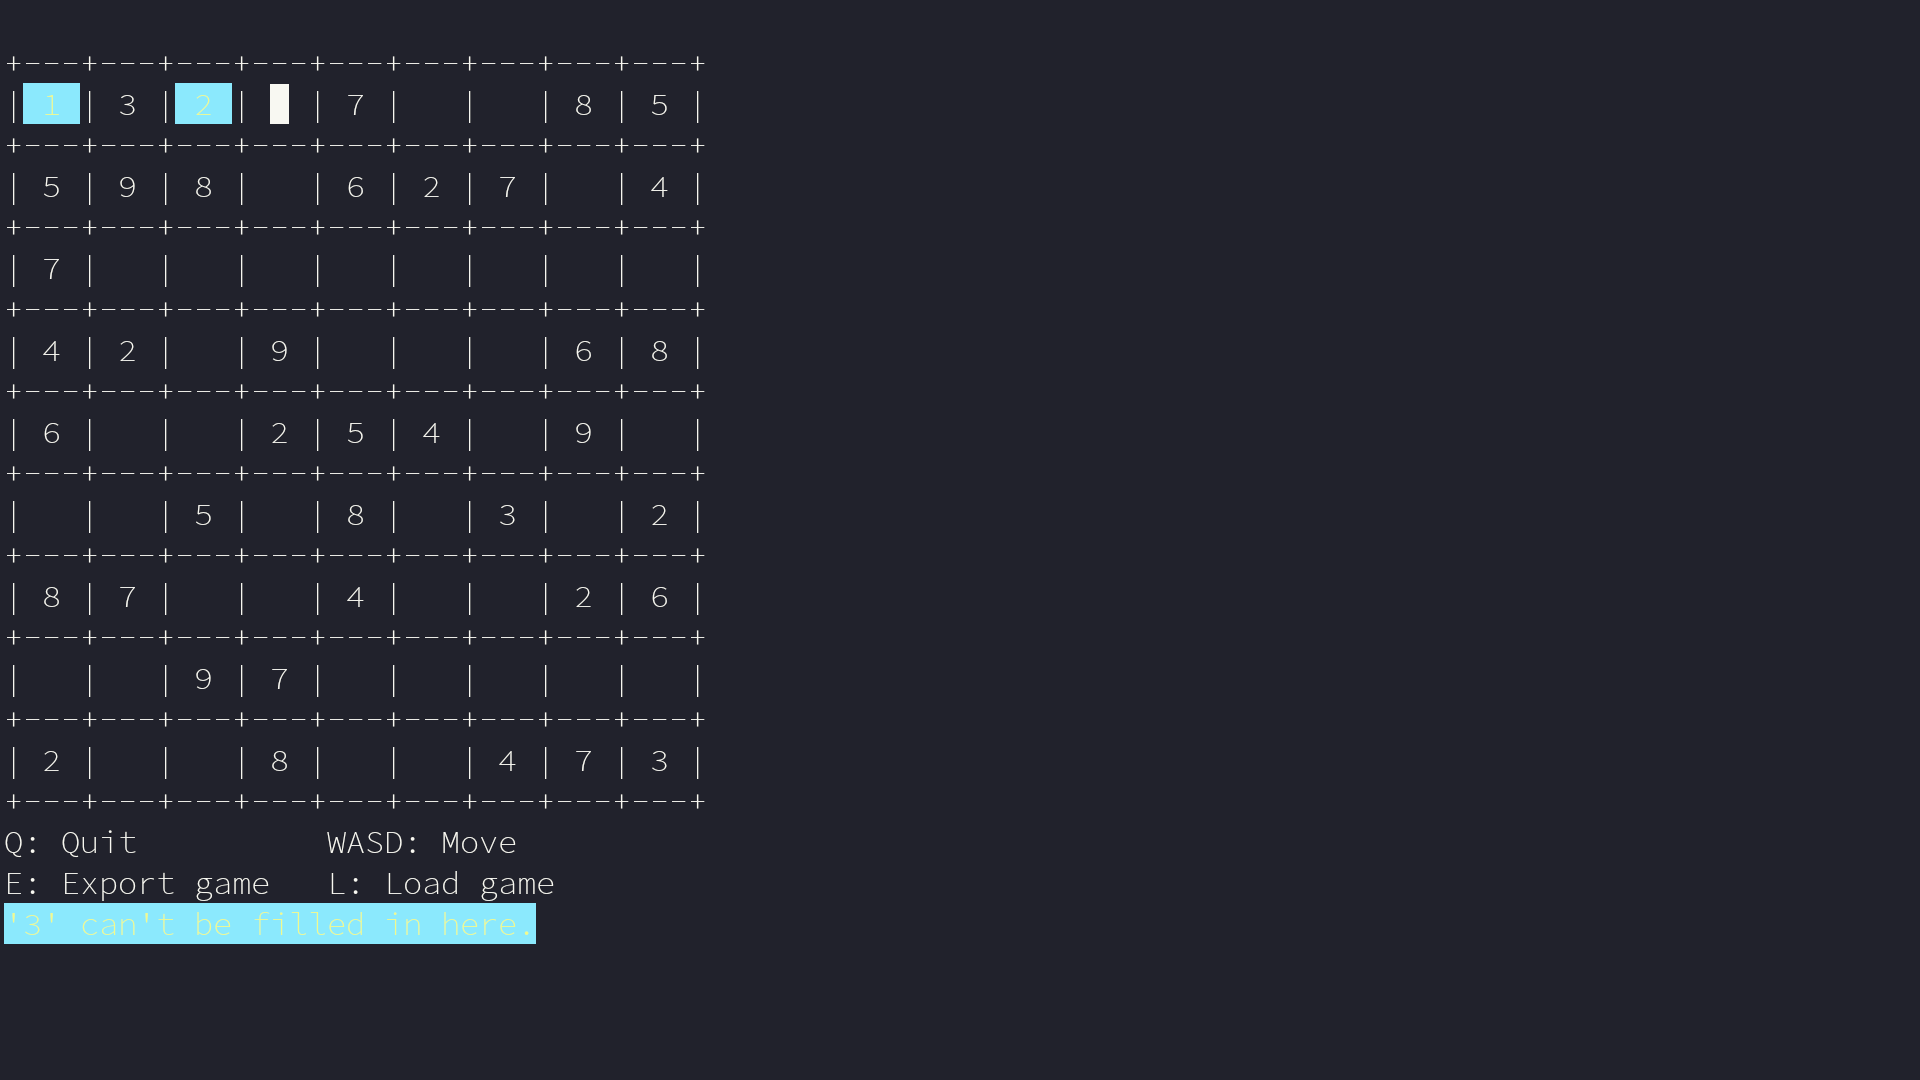 +---+---+---+---+---+---+---+---+---+
| 1 | 3 | 2 |   | 7 |   |   | 8 | 5 |
+---+---+---+---+---+---+---+---+---+
| 5 | 9 | 8 |   | 6 | 2 | 7 |   | 4 |
+---+---+---+---+---+---+---+---+---+
| 7 |   |   |   |   |   |   |   |   |
+---+---+---+---+---+---+---+---+---+
| 4 | 2 |   | 9 |   |   |   | 6 | 8 |
+---+---+---+---+---+---+---+---+---+
| 6 |   |   | 2 | 5 | 4 |   | 9 |   |
+---+---+---+---+---+---+---+---+---+
|   |   | 5 |   | 8 |   | 3 |   | 2 |
+---+---+---+---+---+---+---+---+---+
| 8 | 7 |   |   | 4 |   |   | 2 | 6 |
+---+---+---+---+---+---+---+---+---+
|   |   | 9 | 7 |   |   |   |   |   |
+---+---+---+---+---+---+---+---+---+
| 2 |   |   | 8 |   |   | 4 | 7 | 3 |
+---+---+---+---+---+---+---+---+---+
Q: Quit          WASD: Move
E: Export game   L: Load game
'3' can't be filled in here.